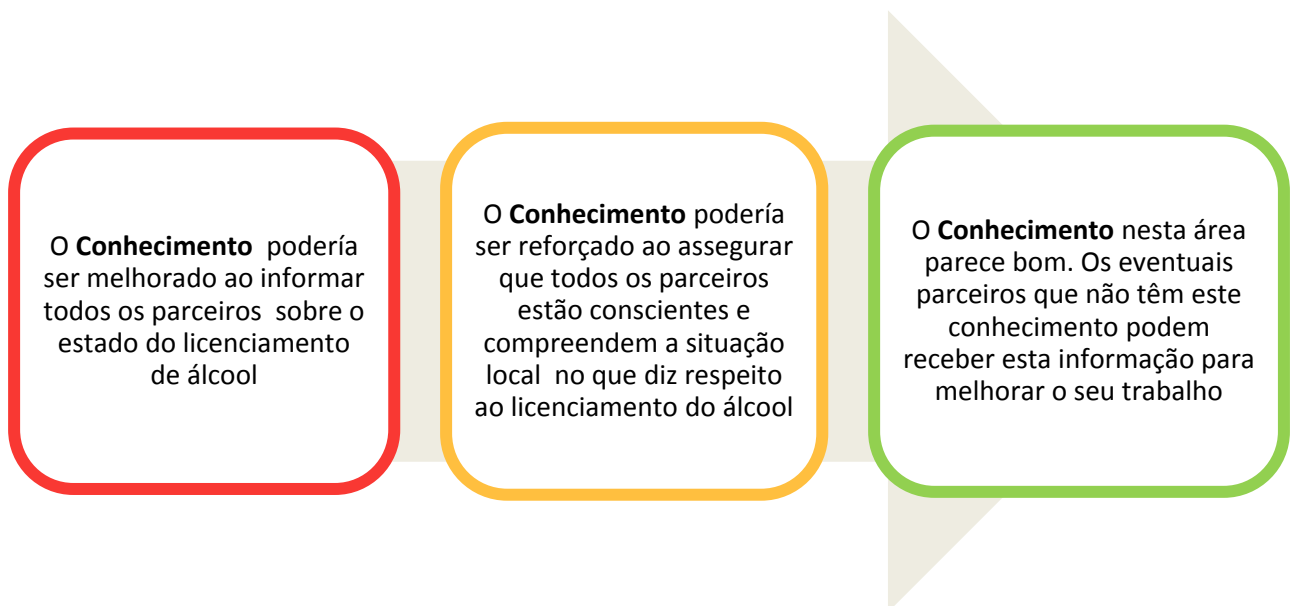 O Conhecimento podería
ser melhorado ao informar
todos os parceiros sobre o
estado do licenciamento
de álcool
O Conhecimento podería
ser reforçado ao assegurar
que todos os parceiros
estão conscientes e
compreendem a situação
local no que diz respeito
ao licenciamento do álcool
O Conhecimento nesta área
parece bom. Os eventuais
parceiros que não têm este
conhecimento podem
receber esta informação para
melhorar o seu trabalho